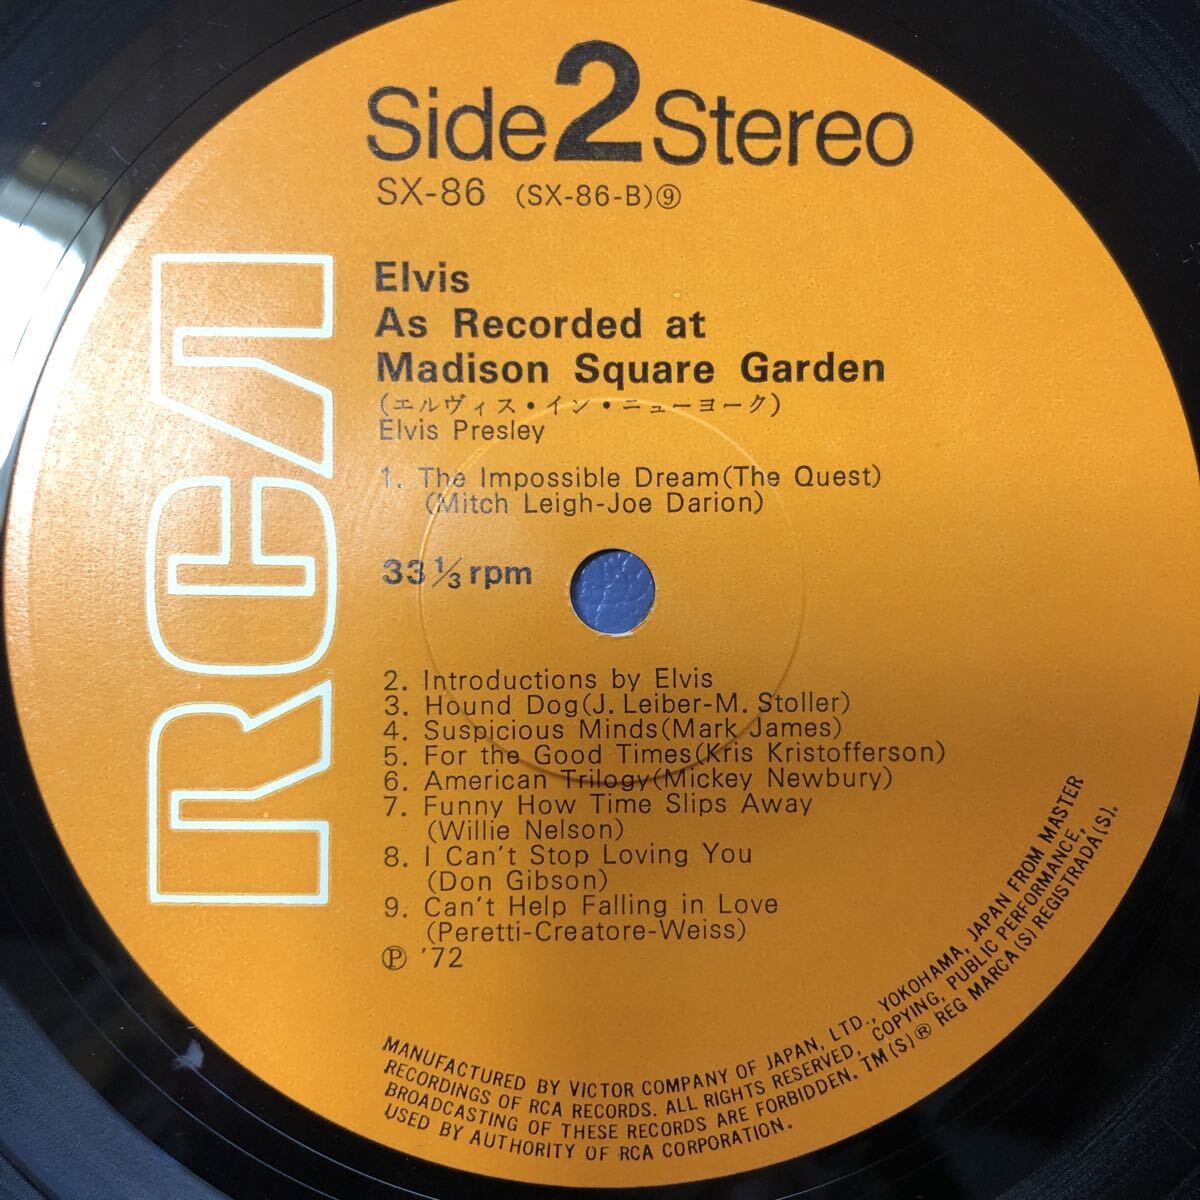 Side 2 Stereo
SX-86 (SX-86-B)⑨
RCA
Elvis
As Recorded at
Madison Square Garden
(エルヴィス・イン・ニューヨーク)
Elvis Presley
1. The Impossible Dream(The Quest)
(Mitch Leigh-Joe Darion)
33 1/3 rpm
2. Introductions by Elvis
3. Hound Dog(J. Leiber-M. Stoller)
4. Suspicious Minds(Mark James)
5. For the Good Times(Kris Kristofferson)
6. American Trilogy(Mickey Newbury)
7. Funny How Time Slips Away
(Willie Nelson)
8. I Can't Stop Loving You
(Don Gibson)
9. Can't Help Falling in Love
(Peretti-Creatore-Weiss)
Ⓟ '72
MANUFACTURED BY VICTOR COMPANY OF JAPAN, LTD., YOKOHAMA, JAPAN FROM MASTER
RECORDINGS OF RCA RECORDS. ALL RIGHTS RESERVED, COPYING, PUBLIC PERFORMANCE,
BROADCASTING OF THESE RECORDS ARE FORBIDDEN. TM(S)® REG MARCA(S) REGISTRADA(S).
USED BY AUTHORITY OF RCA CORPORATION.